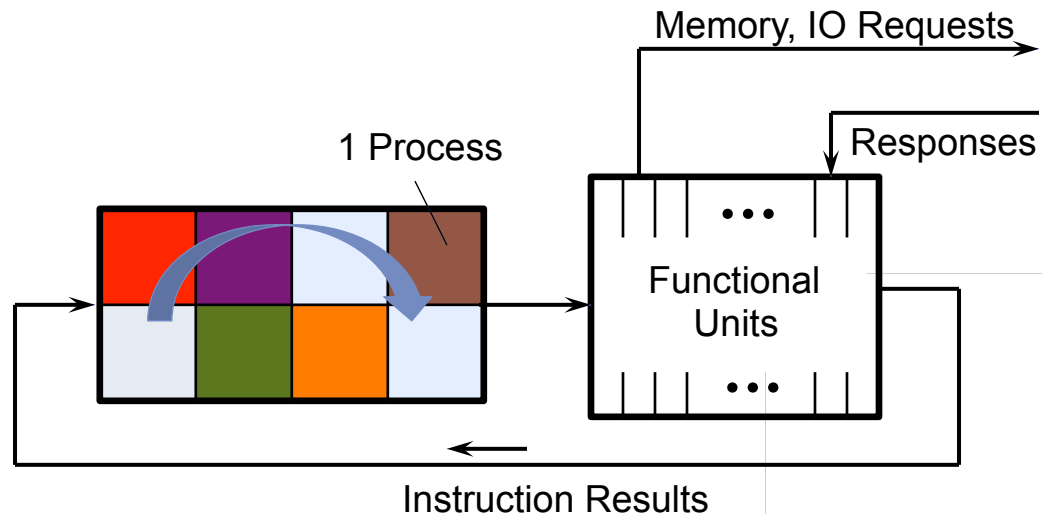 Memory, IO Requests
Responses
1 Process
Functional
Units
Instruction Results